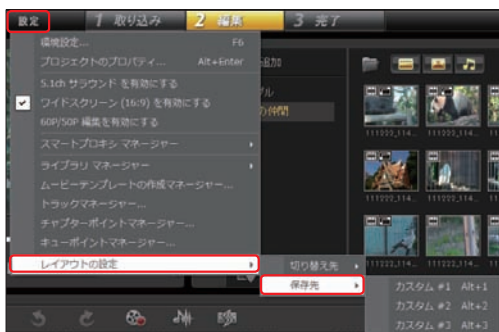 設定
1 取り込み
2 編集
3 完了
環境設定... F6
プロジェクトのプロパティ... Alt+Enter
5.1ch サラウンド を有効にする
ワイドスクリーン (16:9) を有効にする
60P/50P 編集を有効にする
スマートプロキシ マネージャー
ライブラリ マネージャー
ムービーテンプレートの作成マネージャー...
トラックマネージャー...
チャプターポイントマネージャー...
キューポイントマネージャー...
レイアウトの設定
切り替え先
保存先
カスタム #1 Alt+1
カスタム #2 Alt+2
カスタム #3 Alt+3
追加
の仲間
111222_114...
111222_114...
111222_114...
111222_114...
111222_114...